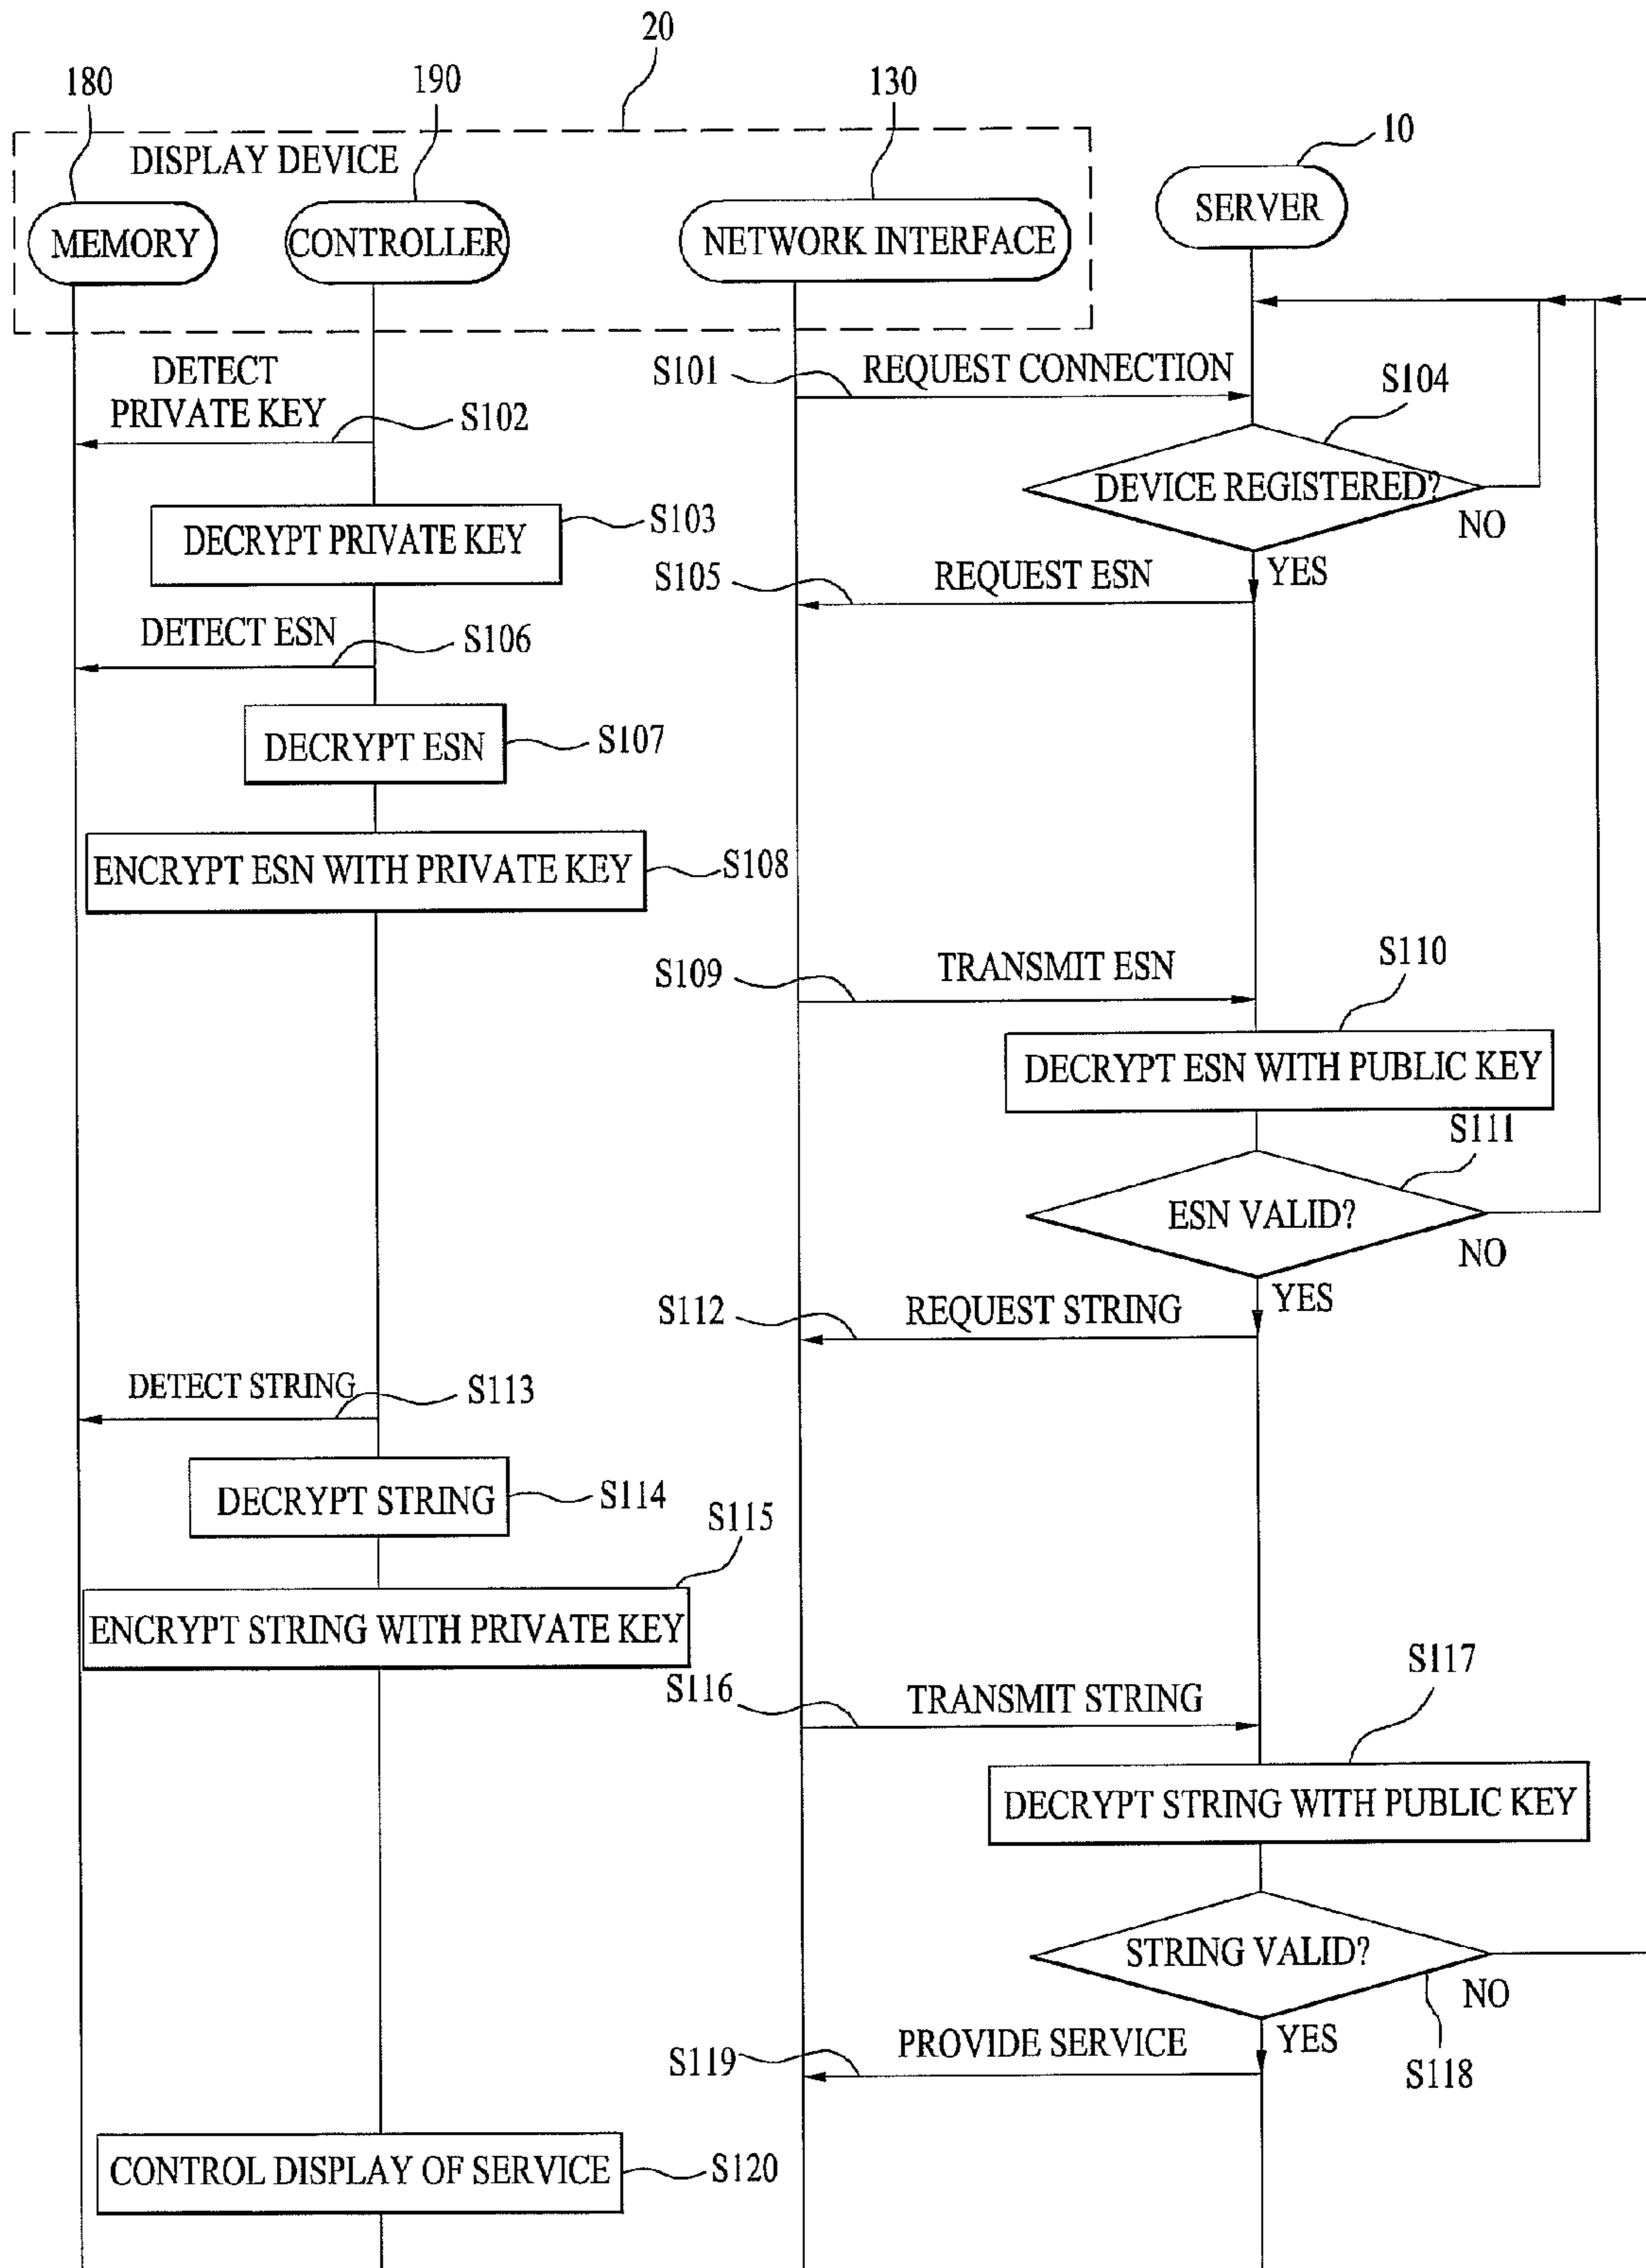 20
180
190
130
10
DISPLAY DEVICE
MEMORY
CONTROLLER
NETWORK INTERFACE
SERVER
DETECT
PRIVATE KEY
S102
S101
REQUEST CONNECTION
S104
DEVICE REGISTERED?
NO
YES
DECRYPT PRIVATE KEY
S103
S105
REQUEST ESN
DETECT ESN
S106
DECRYPT ESN
S107
ENCRYPT ESN WITH PRIVATE KEY
S108
S109
TRANSMIT ESN
S110
DECRYPT ESN WITH PUBLIC KEY
S111
ESN VALID?
NO
YES
S112
REQUEST STRING
DETECT STRING
S113
DECRYPT STRING
S114
S115
ENCRYPT STRING WITH PRIVATE KEY
S116
TRANSMIT STRING
S117
DECRYPT STRING WITH PUBLIC KEY
STRING VALID?
NO
YES
S118
S119
PROVIDE SERVICE
CONTROL DISPLAY OF SERVICE
S120